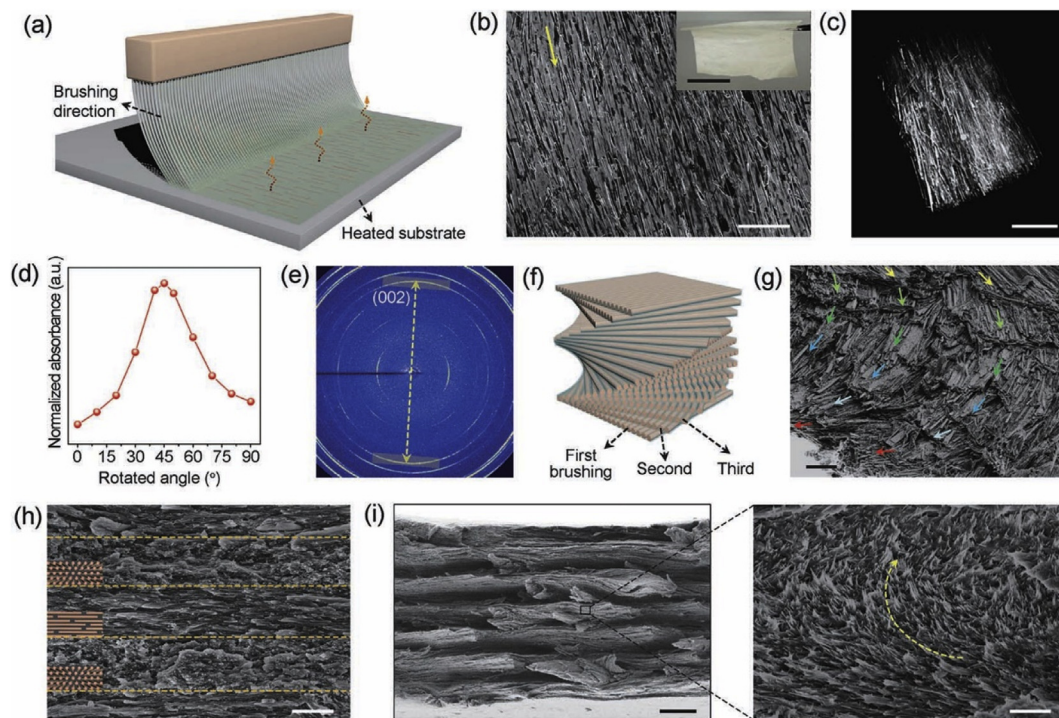 (a)
Brushing
direction
Heated substrate
(b)
(c)
(d)
Normalized absorbance (a.u.)
0 15 30 45 60 75 90
Rotated angle (°)
(e)
(002)
(f)
First
brushing
Second
Third
(g)
(h)
(i)